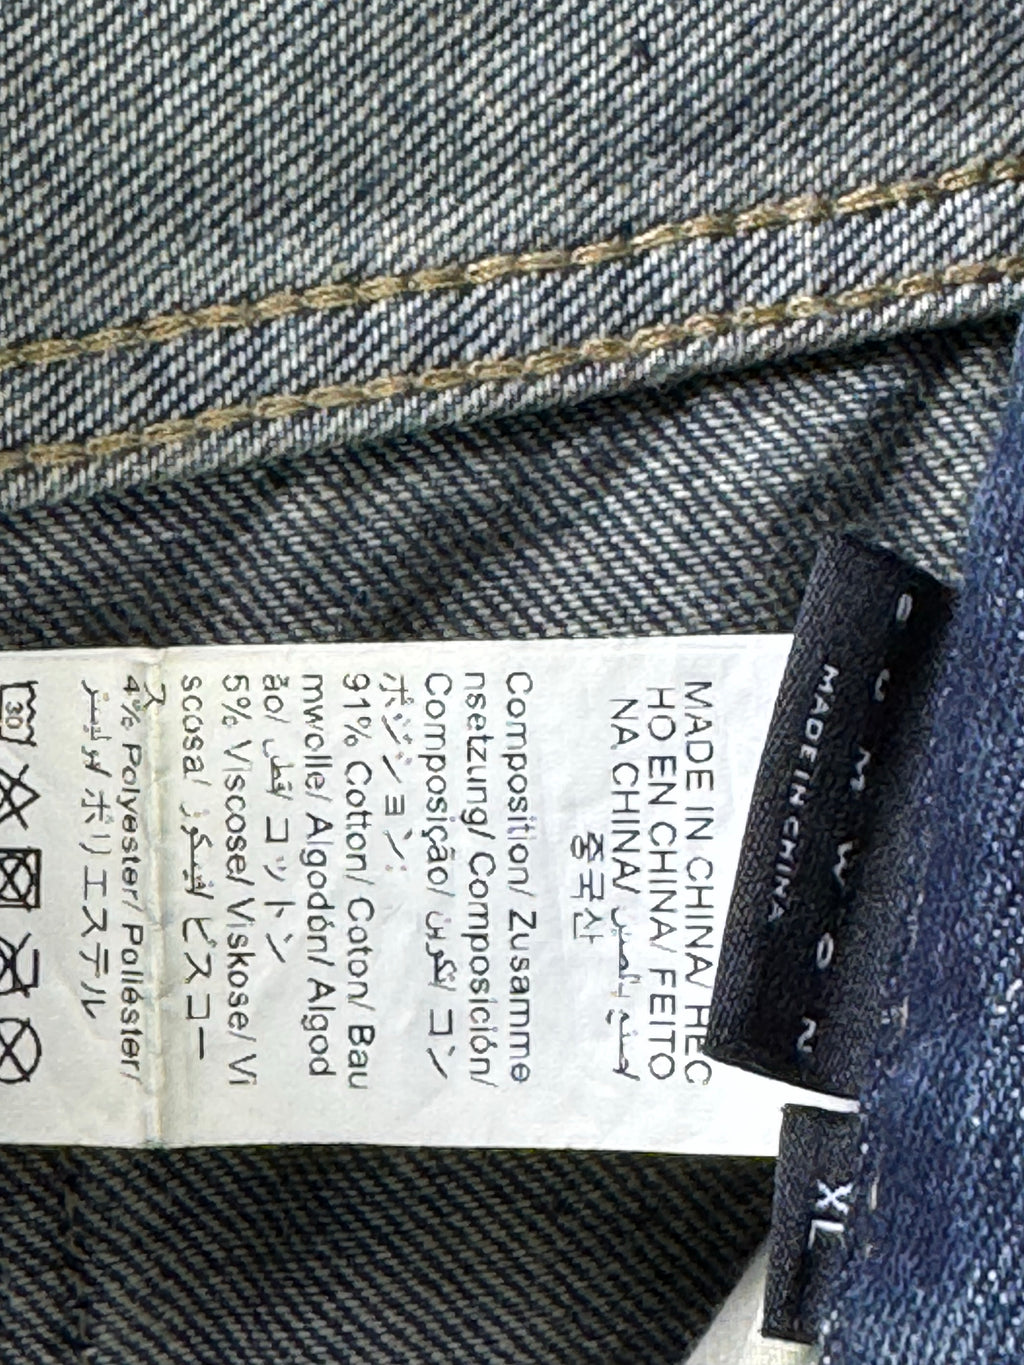 MADE IN CHINA
XL
MADE IN CHINA/ HEC
HO EN CHINA/ FEITO
NA CHINA/ صنع بالصين/
중국산
Composition/ Zusamme
nsetzung/ Composición/
Composição/ تكوين/ コン
ポジション:
91% Cotton/ Coton/ Bau
mwolle/ Algodón/ Algod
ão/ قطن/ コットン
5% Viscose/ Viskose/ Vi
scosa/ فيسكوز/ ビスコー
ス
4% Polyester/ Poliéster/
بوليستر/ ポリエステル
30